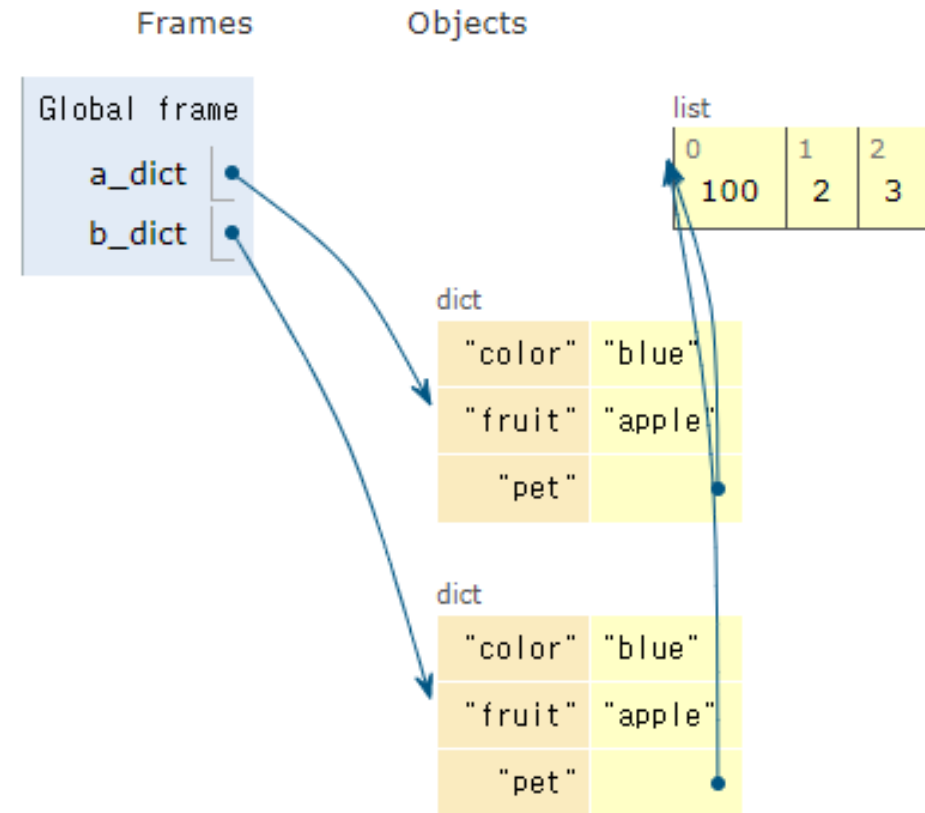 Frames Objects
Global frame
a_dict
b_dict
list
0 1 2
100 2 3
dict
"color" "blue"
"fruit" "apple"
"pet"
dict
"color" "blue"
"fruit" "apple"
"pet"